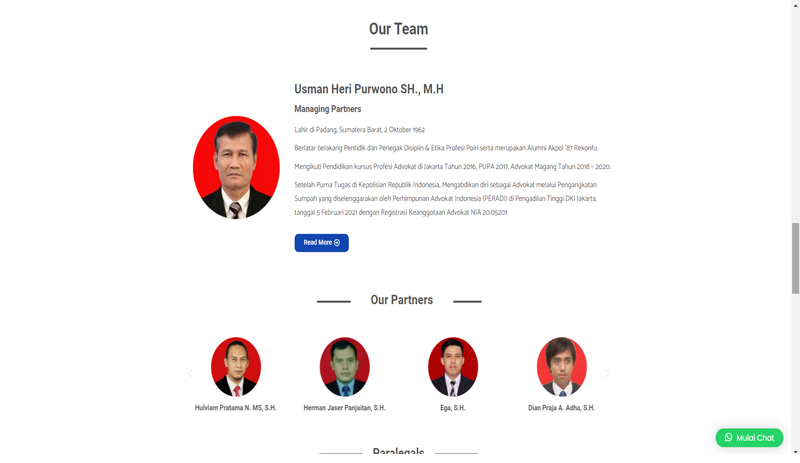 Our Team
Usman Heri Purwono SH., M.H
Managing Partners
Lahir di Padang, Sumatera Barat, 2 Oktober 1962
Berlatar belakang Pentidik dan Penegak Disiplin & Etika Profesi Polri serta merupakan Alumni Akpol '87 Rekonfu.
Mengikuti Pendidikan kursus Profesi Advokat di Jakarta Tahun 2016, PUPA 2017, Advokat Magang Tahun 2018 – 2020.
Setelah Purna Tugas di Kepolisian Republik Indonesia, Mengabdikan diri sebagai Advokat melalui Pengangkatan
Sumpah yang diselenggarakan oleh Perhimpunan Advokat Indonesia (PERADI) di Pengadilan Tinggi DKI Jakarta,
tanggal 5 Februari 2021 dengan Registrasi Keanggotaan Advokat NIA 20.05201
Read More
Our Partners
Hulviam Pratama N. MS, S.H.
Herman Jaser Panjaitan, S.H.
Ega, S.H.
Dian Praja A. Adha, S.H.
Mulai Chat
Paralegals